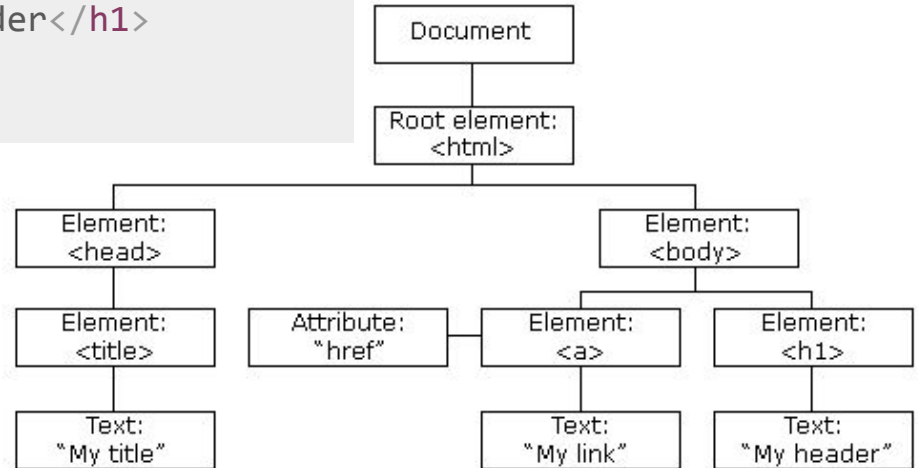 der</h1>
Document
Root element:
<html>
Element:
<head>
Element:
<body>
Element:
<title>
Attribute:
"href"
Element:
<a>
Element:
<h1>
Text:
"My title"
Text:
"My link"
Text:
"My header"